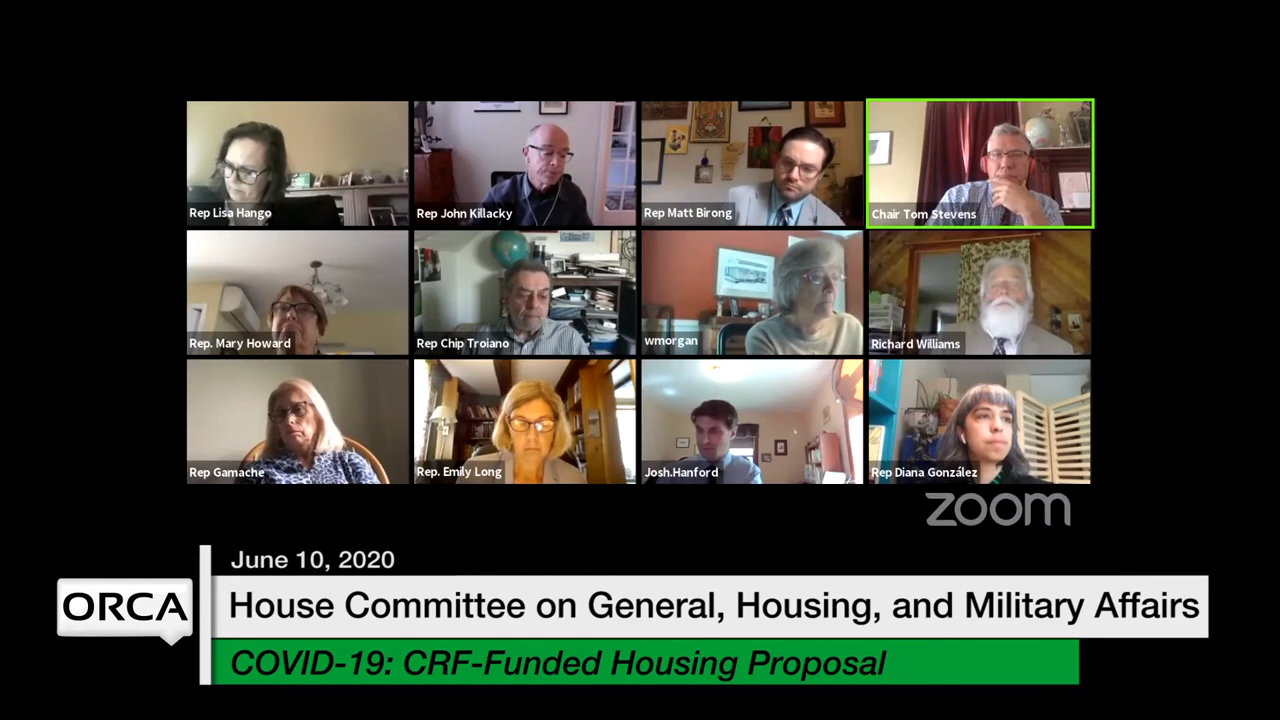 Rep Lisa Hango
Rep John Killacky
Rep Matt Birong
Chair Tom Stevens
Rep. Mary Howard
Rep Chip Troiano
wmorgan
Richard Williams
Rep Gamache
Rep. Emily Long
Josh.Hanford
Rep Diana González
zoom
June 10, 2020
ORCA
House Committee on General, Housing, and Military Affairs
COVID-19: CRF-Funded Housing Proposal